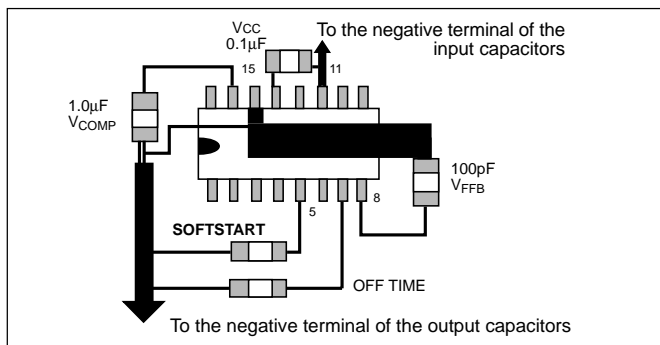 VCC
0.1µF
To the negative terminal of the
input capacitors
15
11
1.0µF
VCOMP
100pF
VFFB
5
8
SOFTSTART
OFF TIME
To the negative terminal of the output capacitors